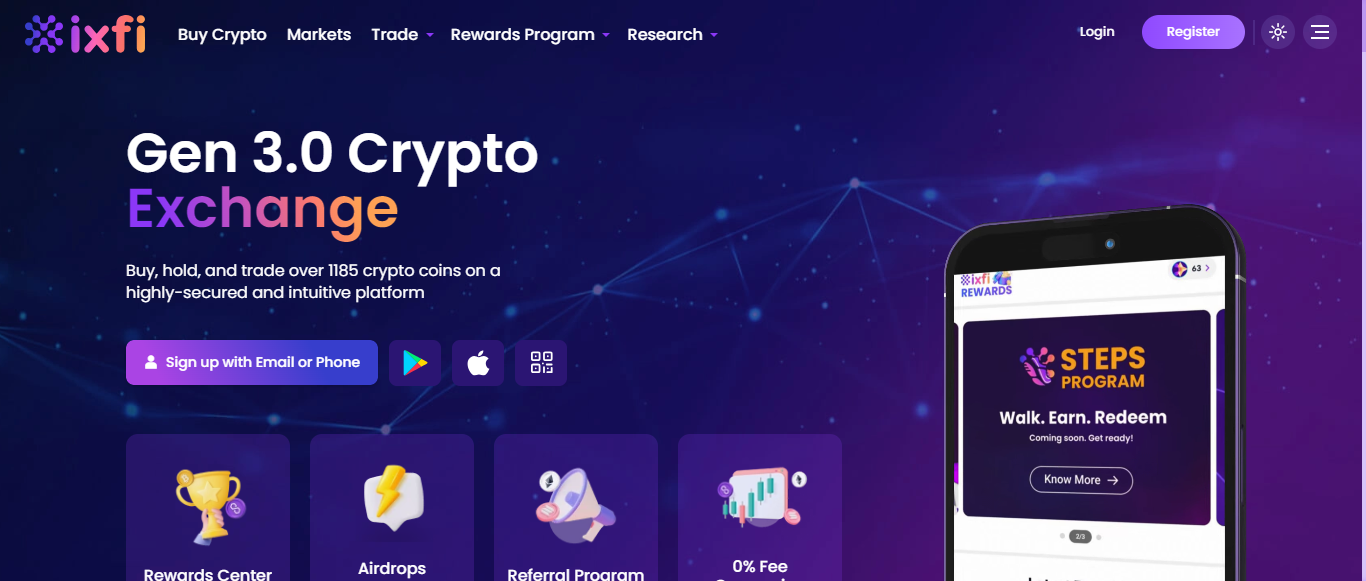 ixfi Buy Crypto Markets Trade Rewards Program Research Login Register
Gen 3.0 Crypto
Exchange
Buy, hold, and trade over 1185 crypto coins on a
highly-secured and intuitive platform
Sign up with Email or Phone
Rewards Center
Airdrops
Referral Program
0% Fee
ixfi
REWARDS
63
STEPS
PROGRAM
Walk. Earn. Redeem
Coming soon. Get ready!
Know More
2/3